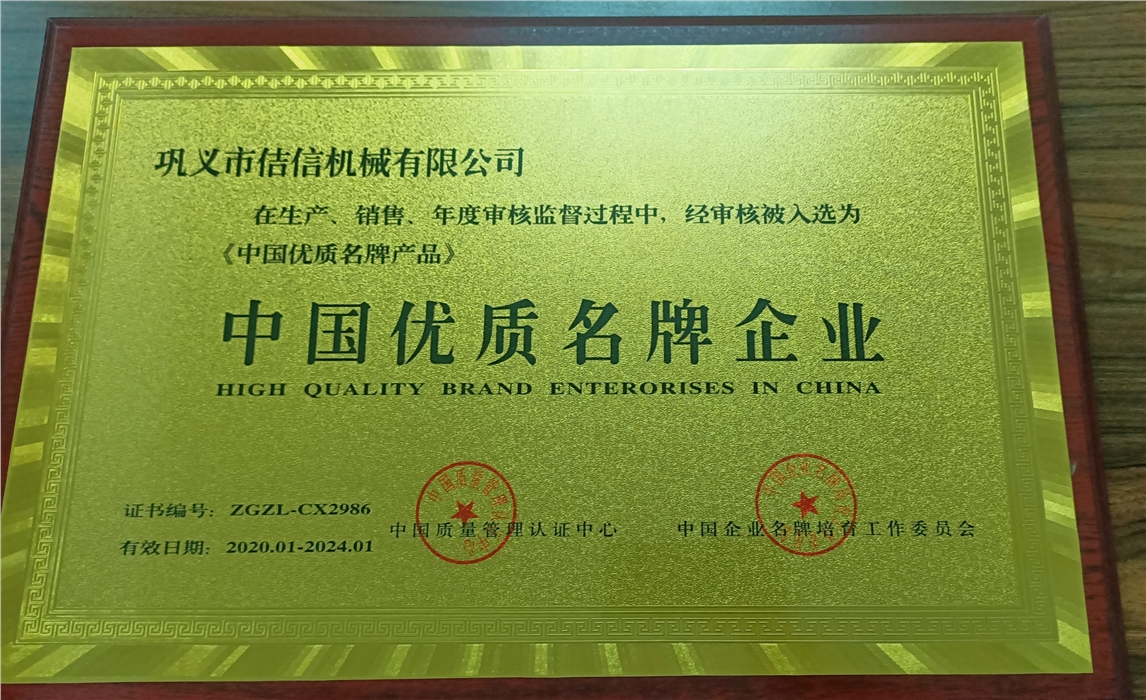 巩义市佶信机械有限公司
在生产、销售、年度审核监督过程中，经审核被入选为
《中国优质名牌产品》
中国优质名牌企业
HIGH QUALITY BRAND ENTERORISES IN CHINA
证书编号：ZGZL-CX2986
有效日期：2020.01-2024.01
中国质量管理认证中心
中国企业名牌培育工作委员会